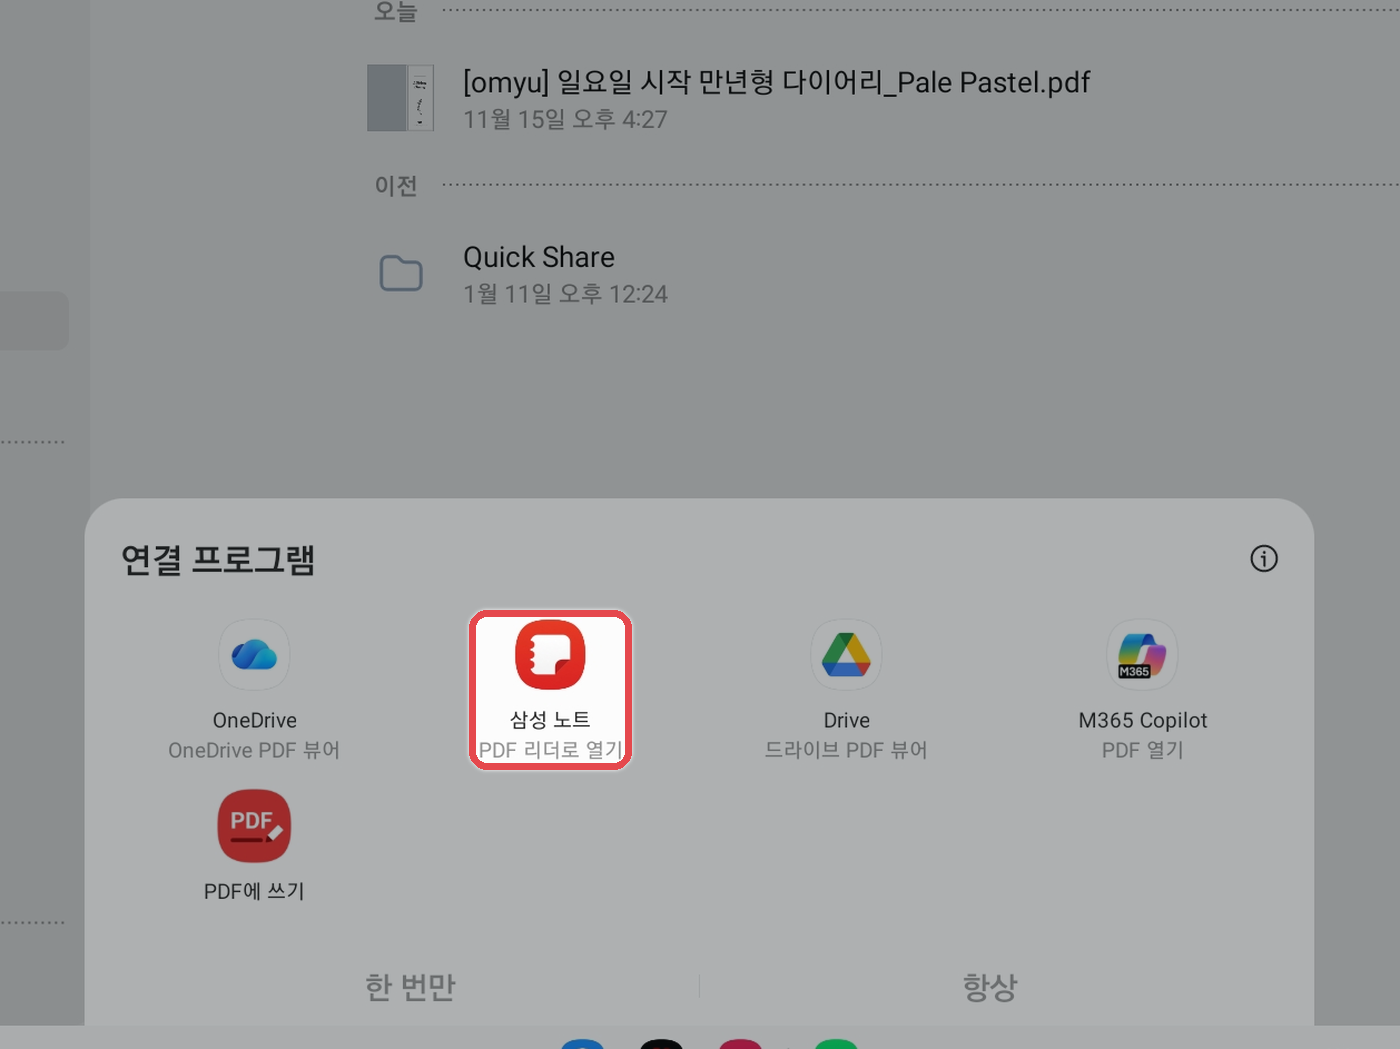 오늘
[omyu] 일요일 시작 만년형 다이어리_Pale Pastel.pdf
11월 15일 오후 4:27
이전
Quick Share
1월 11일 오후 12:24
연결 프로그램
OneDrive
OneDrive PDF 뷰어
삼성 노트
PDF 리더로 열기
Drive
드라이브 PDF 뷰어
M365
M365 Copilot
PDF 열기
PDF
PDF에 쓰기
한 번만
항상